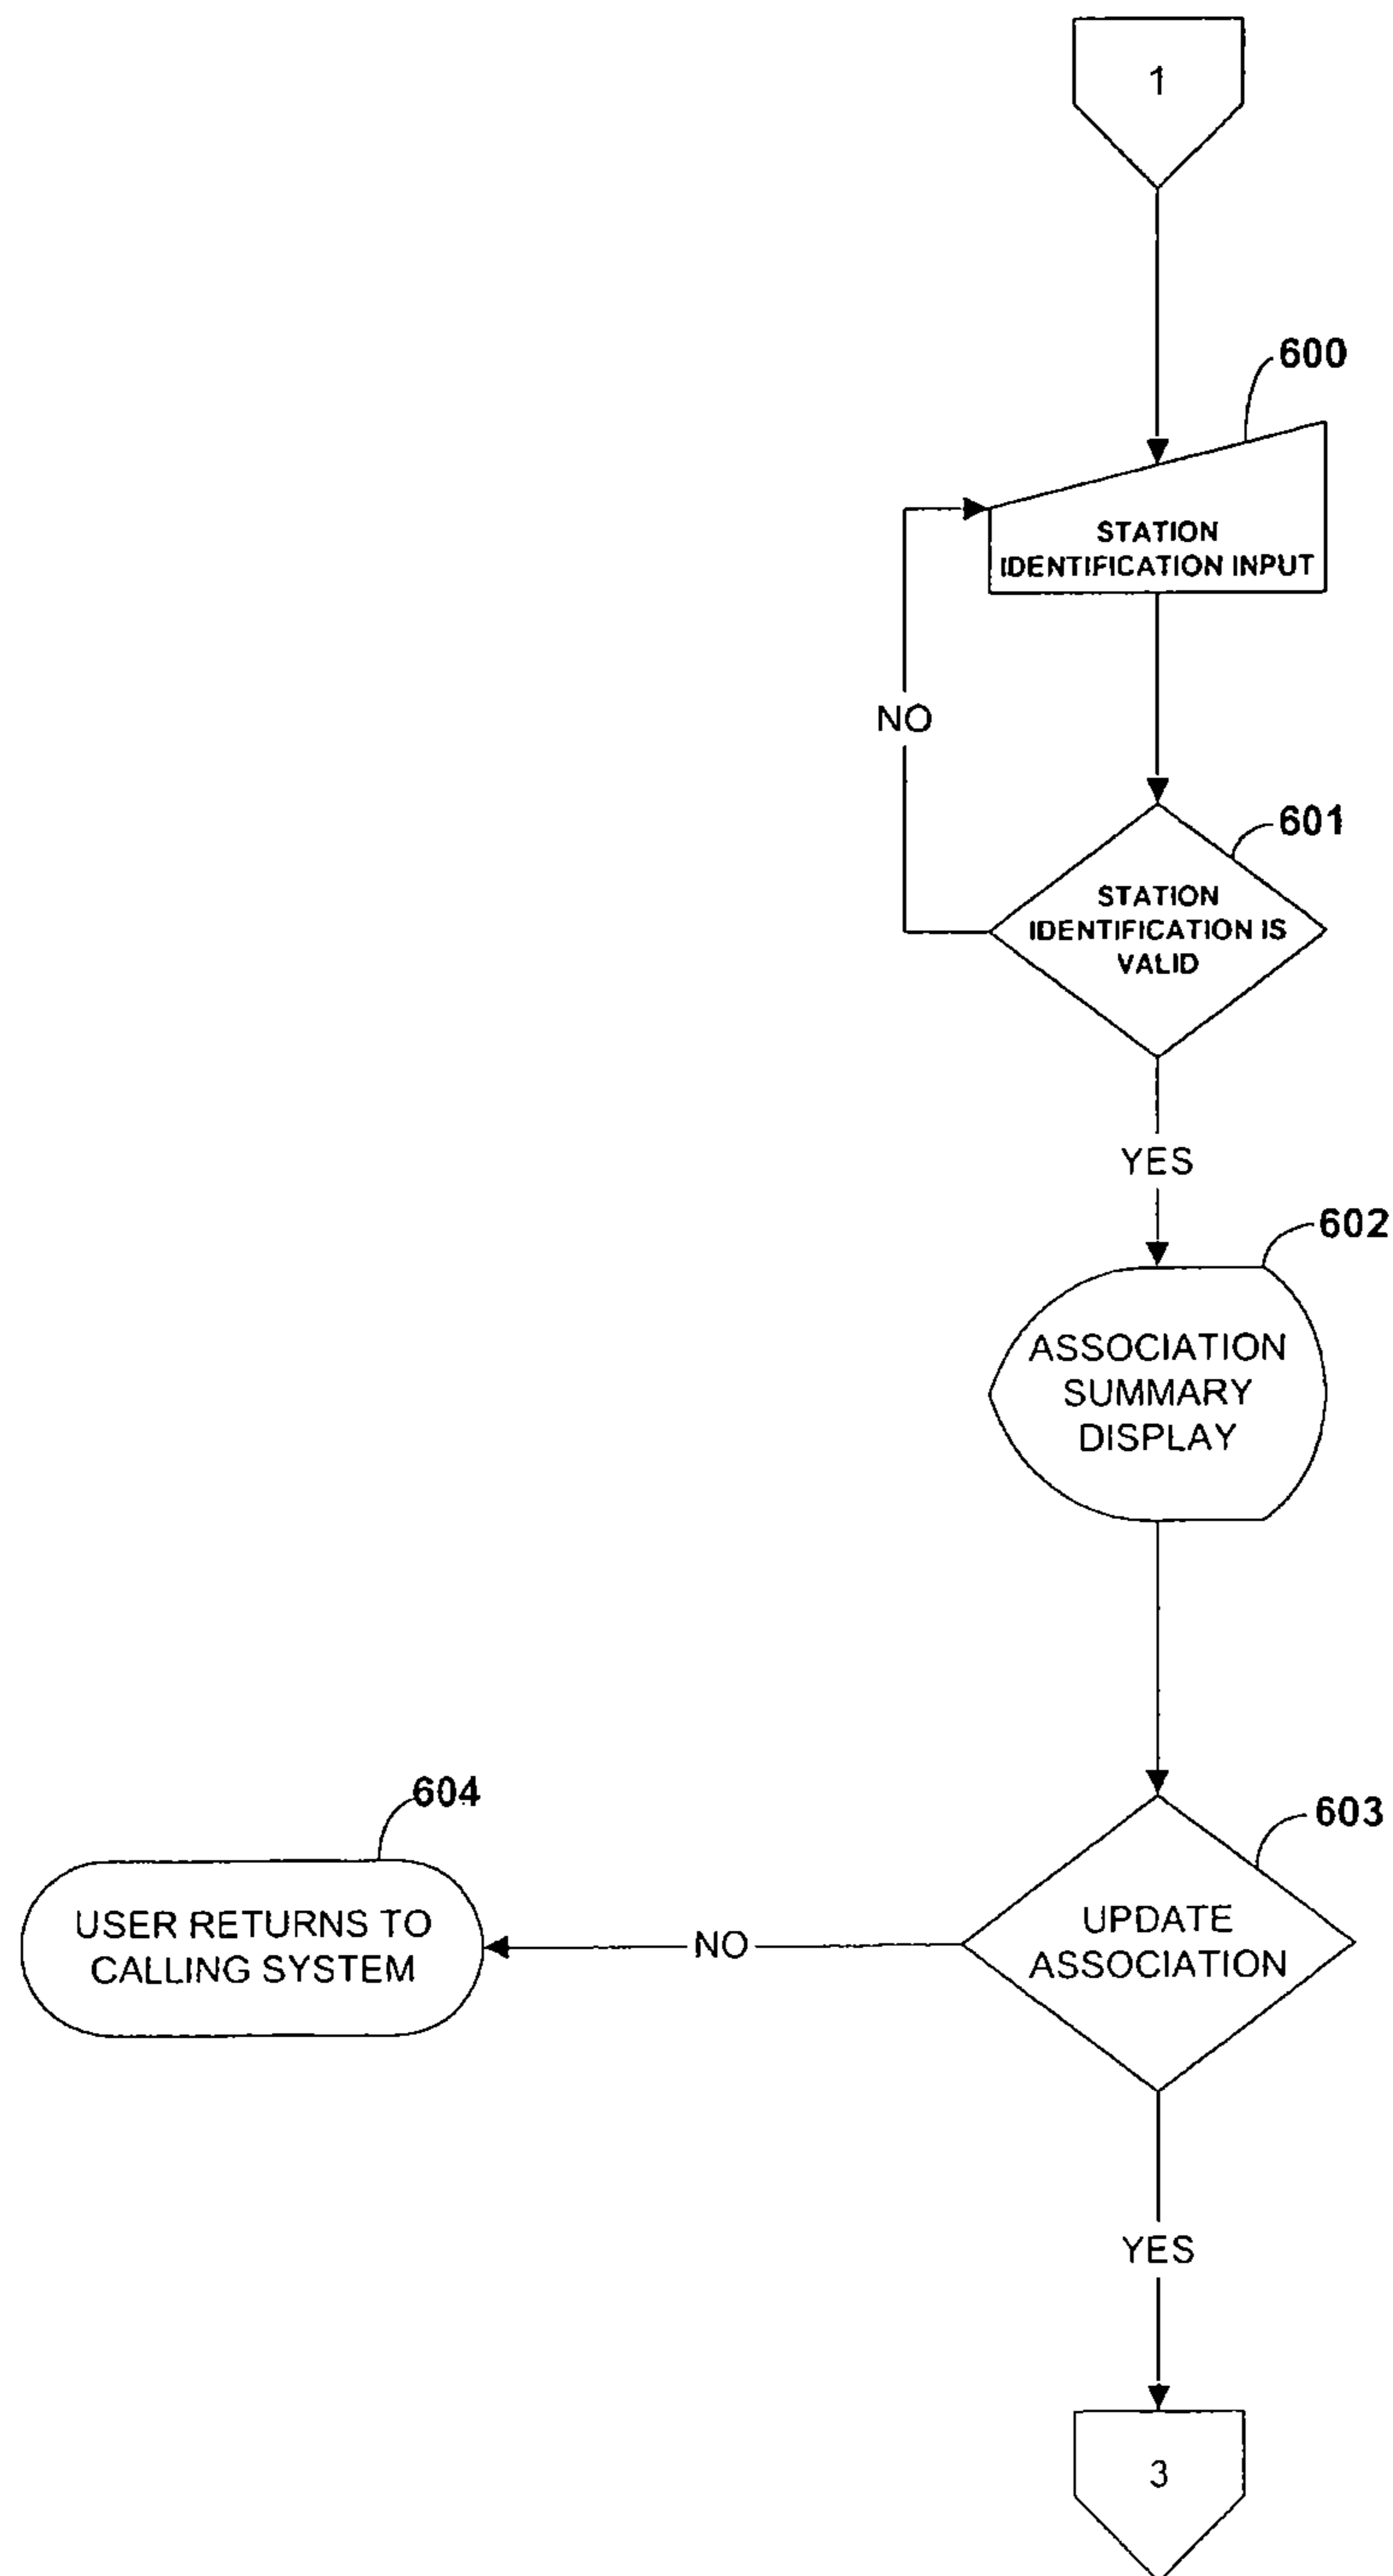 1
600
STATION
IDENTIFICATION INPUT
NO
601
STATION
IDENTIFICATION IS
VALID
YES
602
ASSOCIATION
SUMMARY
DISPLAY
604
603
USER RETURNS TO
CALLING SYSTEM
NO
UPDATE
ASSOCIATION
YES
3